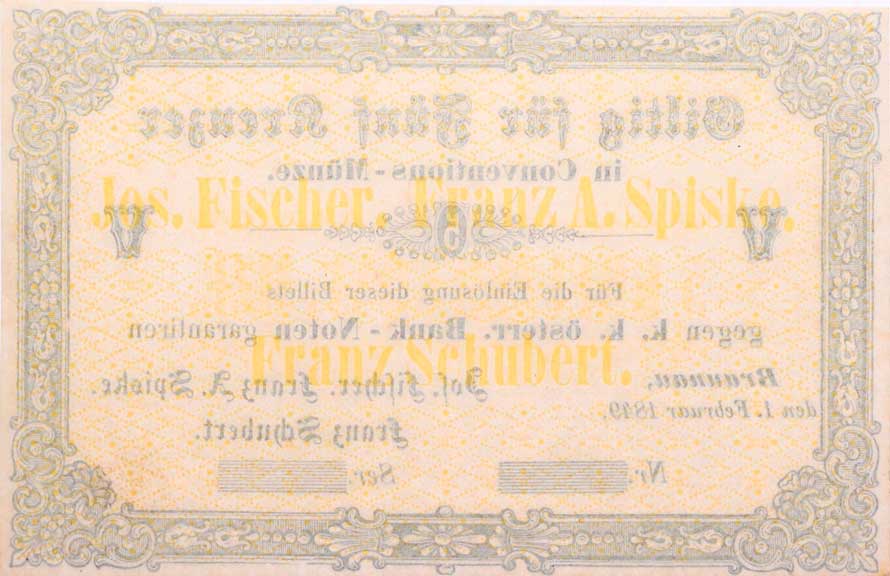 Giltig für Fünf Kreuzer
in Conventions-Münze.
Jos. Fischer, Franz A. Spiske.
V V
Für die Einlösung dieser Billets
gegen k. k. österr. Bank-Noten garantiren
Franz Schubert.
Braunau,
den 1. Februar 1849.
Jos. Fischer. Franz A. Spiske.
Franz Schubert.
Nr. Ser.